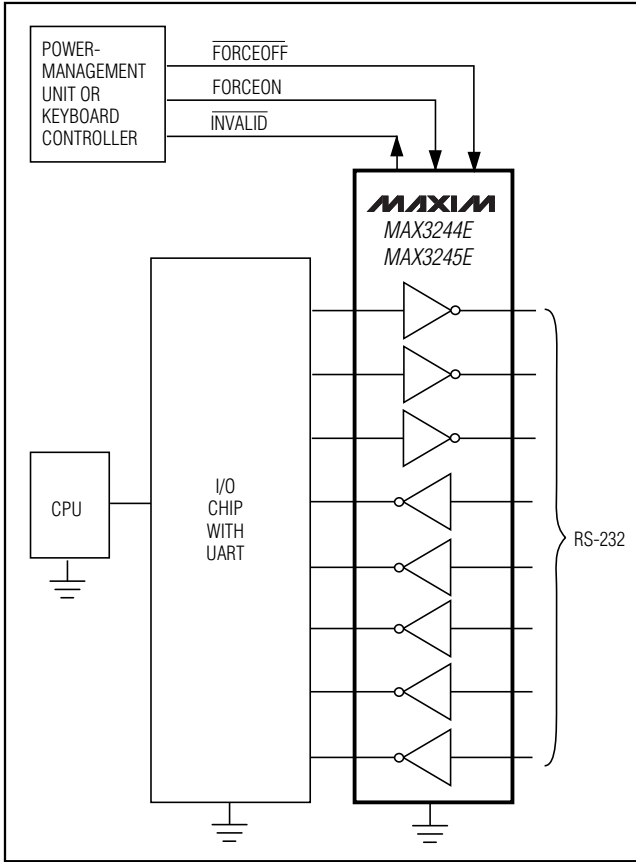 POWER-
MANAGEMENT
UNIT OR
KEYBOARD
CONTROLLER
FORCEOFF
FORCEON
INVALID
MAXIM
MAX3244E
MAX3245E
I/O
CHIP
WITH
UART
CPU
RS-232